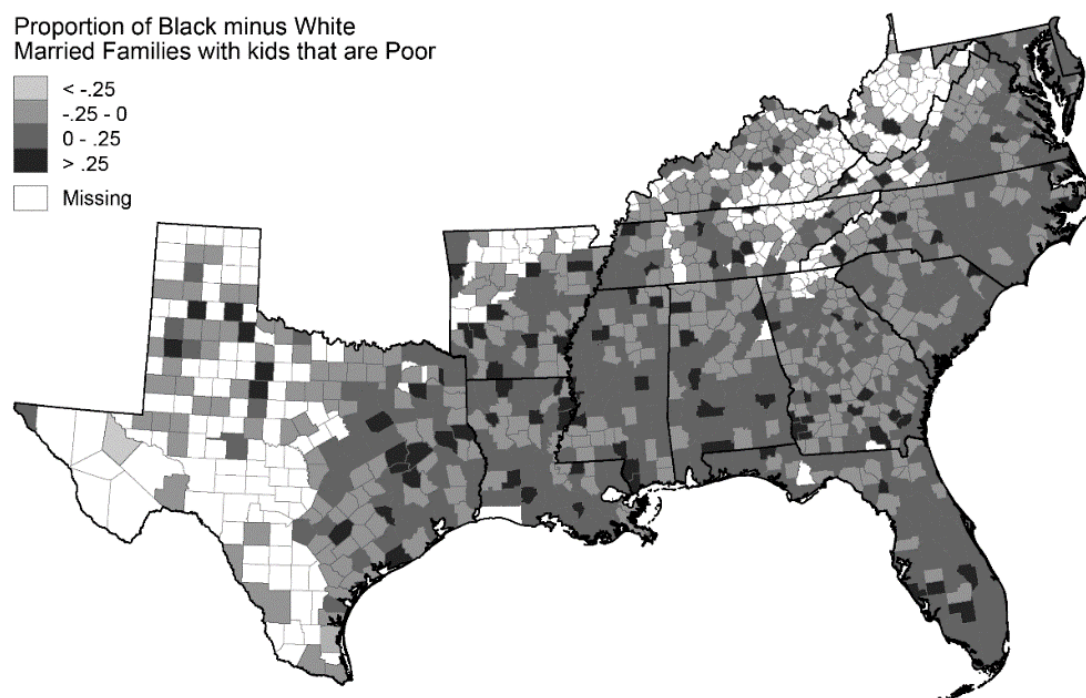 Proportion of Black minus White
Married Families with kids that are Poor
< -.25
-.25 - 0
0 - .25
> .25
Missing